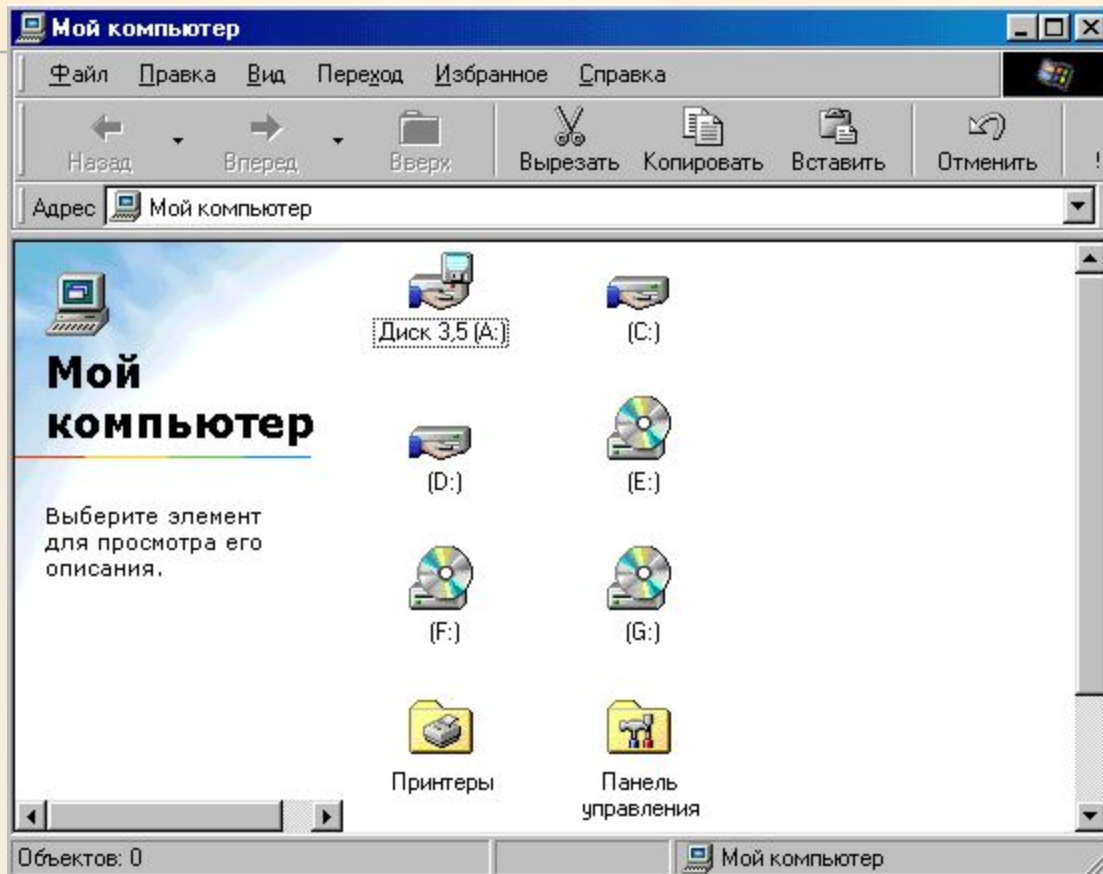 Мой компьютер
Файл Правка Вид Переход Избранное Справка
Назад Вперед Вверх Вырезать Копировать Вставить Отменить !
Адрес Мой компьютер
Мой
компьютер
Выберите элемент
для просмотра его
описания.
Диск 3,5 (A:) (C:)
(D:) (E:)
(F:) (G:)
Принтеры Панель
управления
Объектов: 0 Мой компьютер